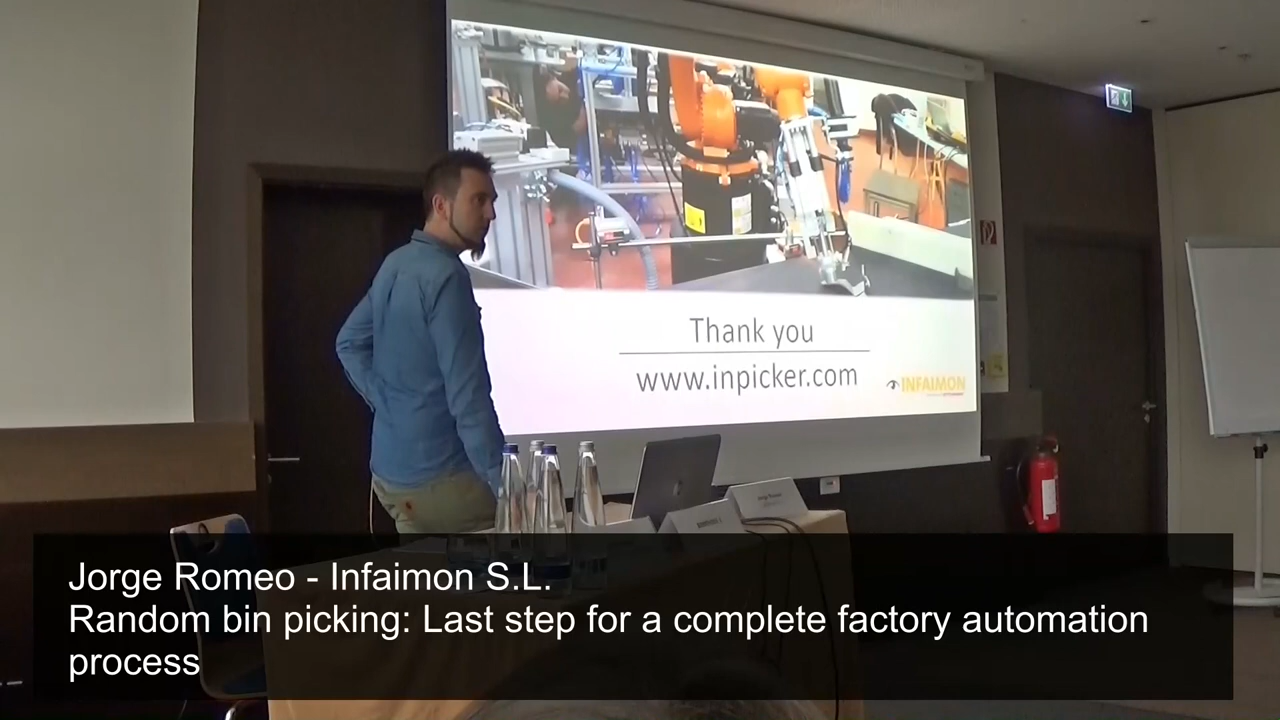 Thank you
www.inpicker.com
INFAIMON
Jorge Romeo - Infaimon S.L.
Random bin picking: Last step for a complete factory automation
process